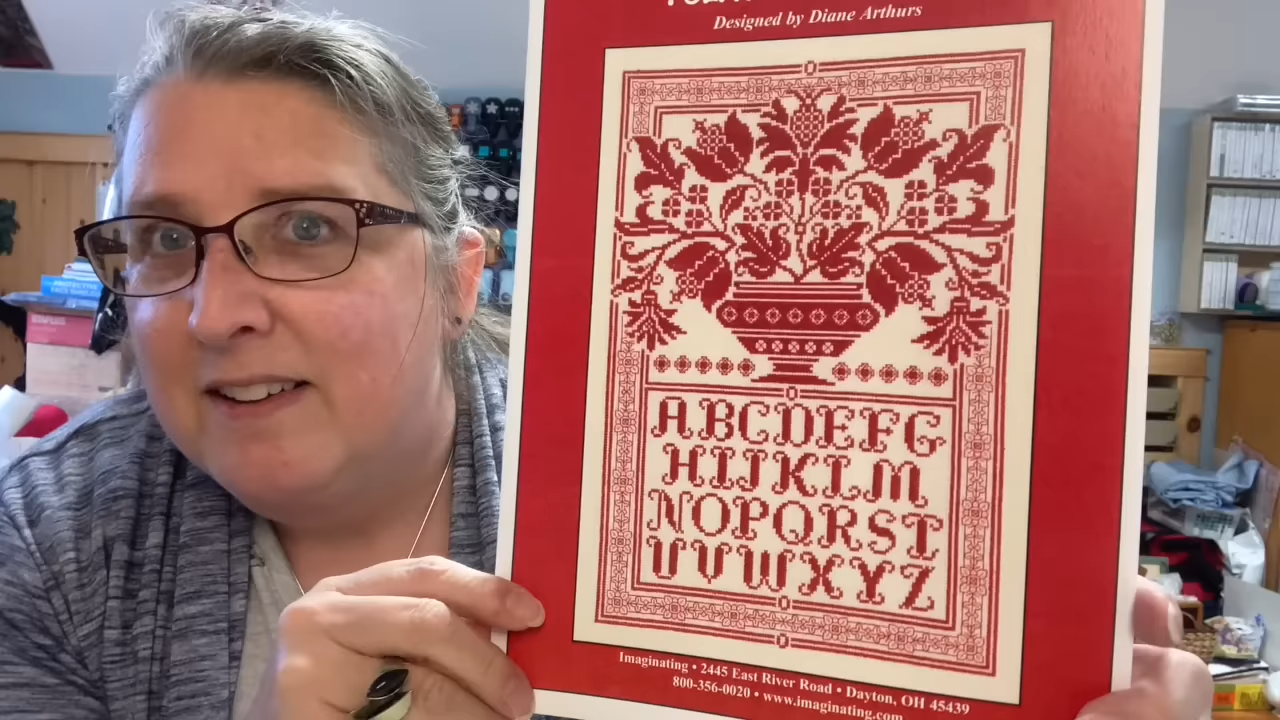 Designed by Diane Arthurs
ABCDEFG
HIJKLM
NOPQRST
UVWXYZ
Imaginating • 2445 East River Road • Dayton, OH 45439
800-356-0020 • www.imaginating.com